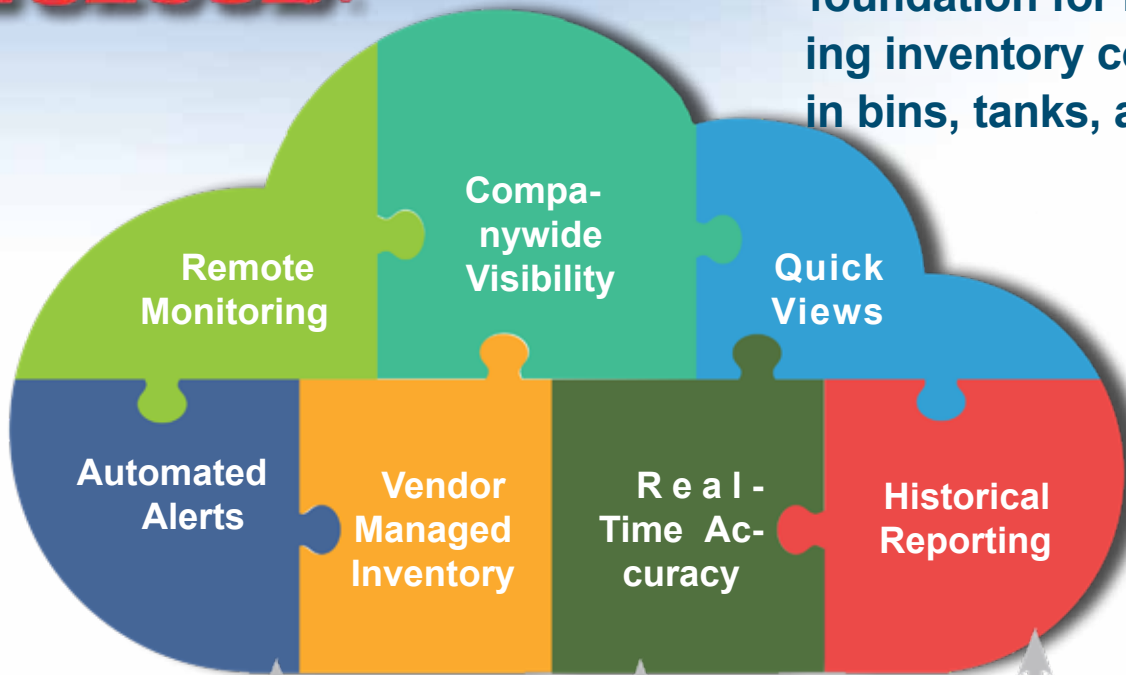 foundation for
ing inventory
in bins, tanks,
Compa-
nywide
Visibility
Remote
Monitoring
Quick
Views
Automated
Alerts
Vendor
Managed
Inventory
Real-
Time Ac-
curacy
Historical
Reporting